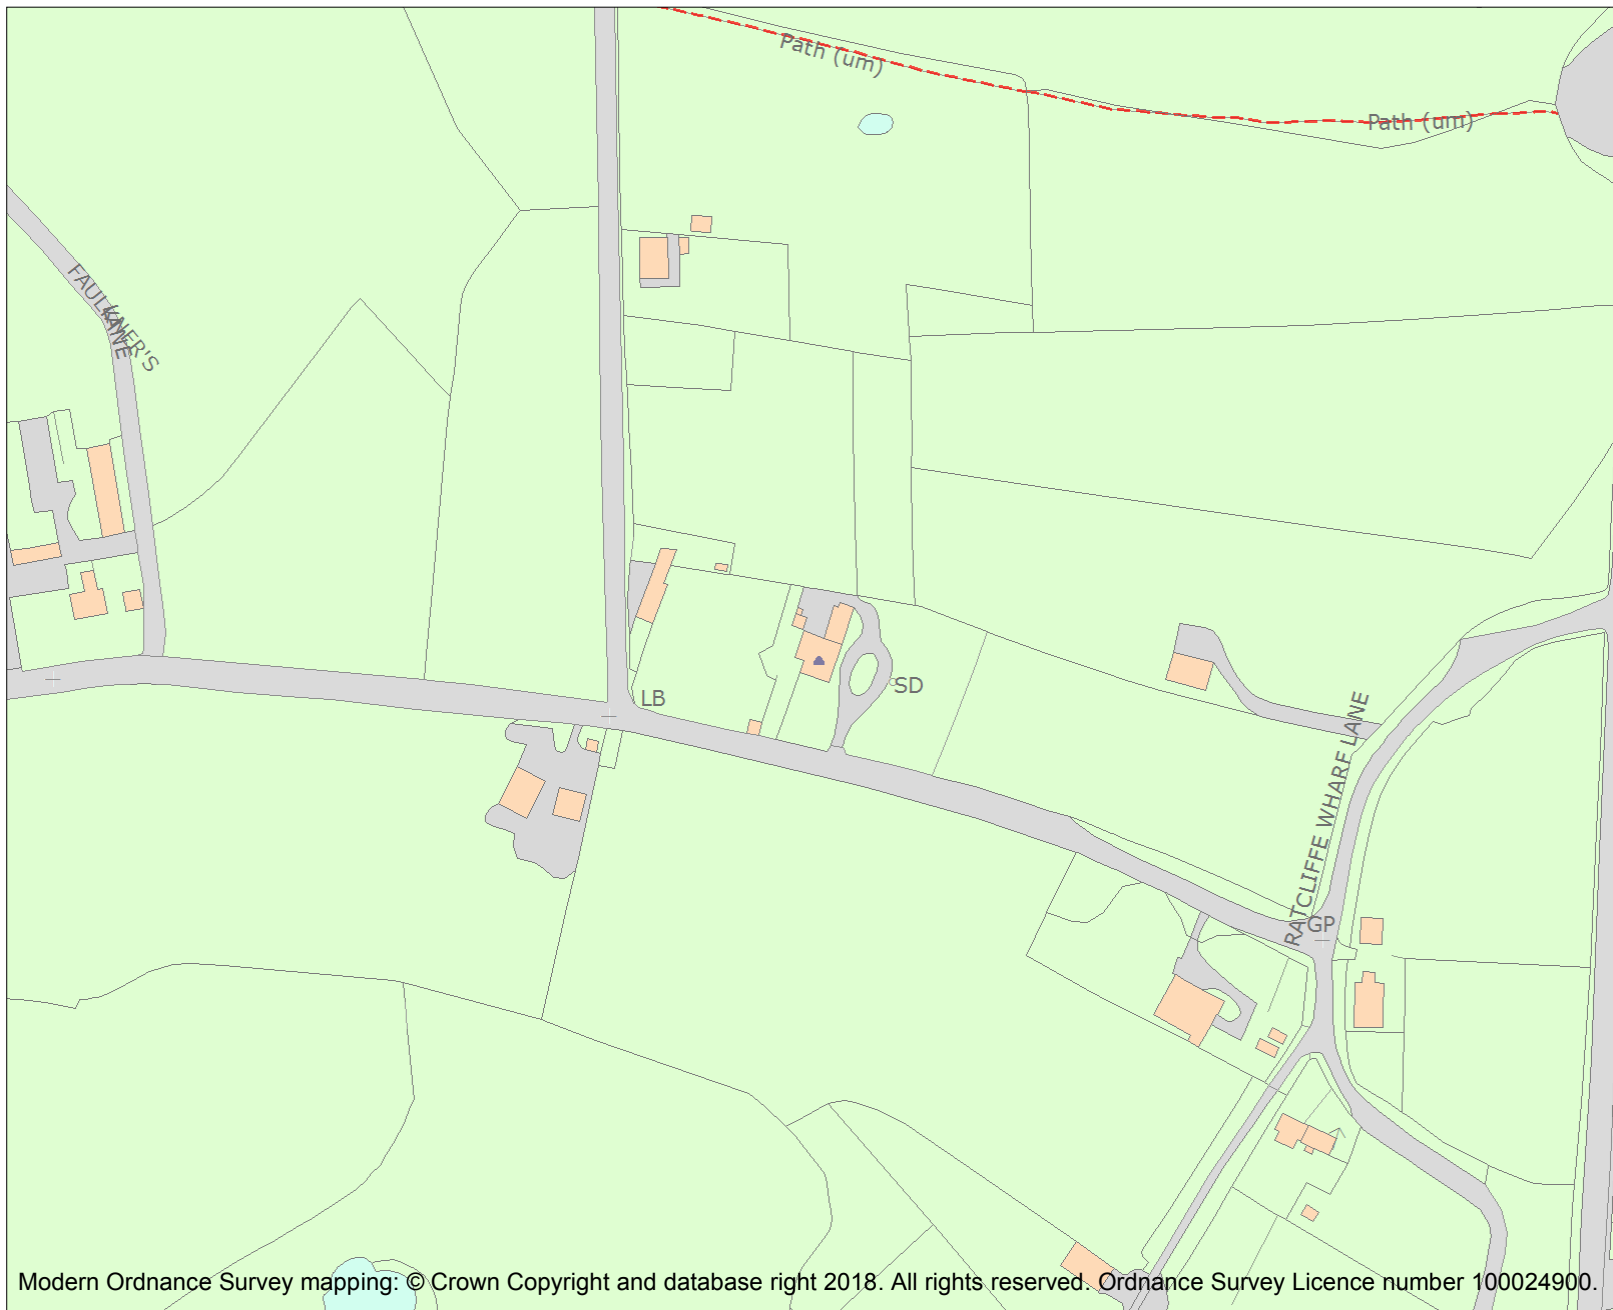 Path (um)
Path (um)
FAULKNER'S
LANE
LB
SD
RATCLIFFE WHARF LANE
GP
Modern Ordnance Survey mapping: © Crown Copyright and database right 2018. All rights reserved. Ordnance Survey Licence number 100024900.